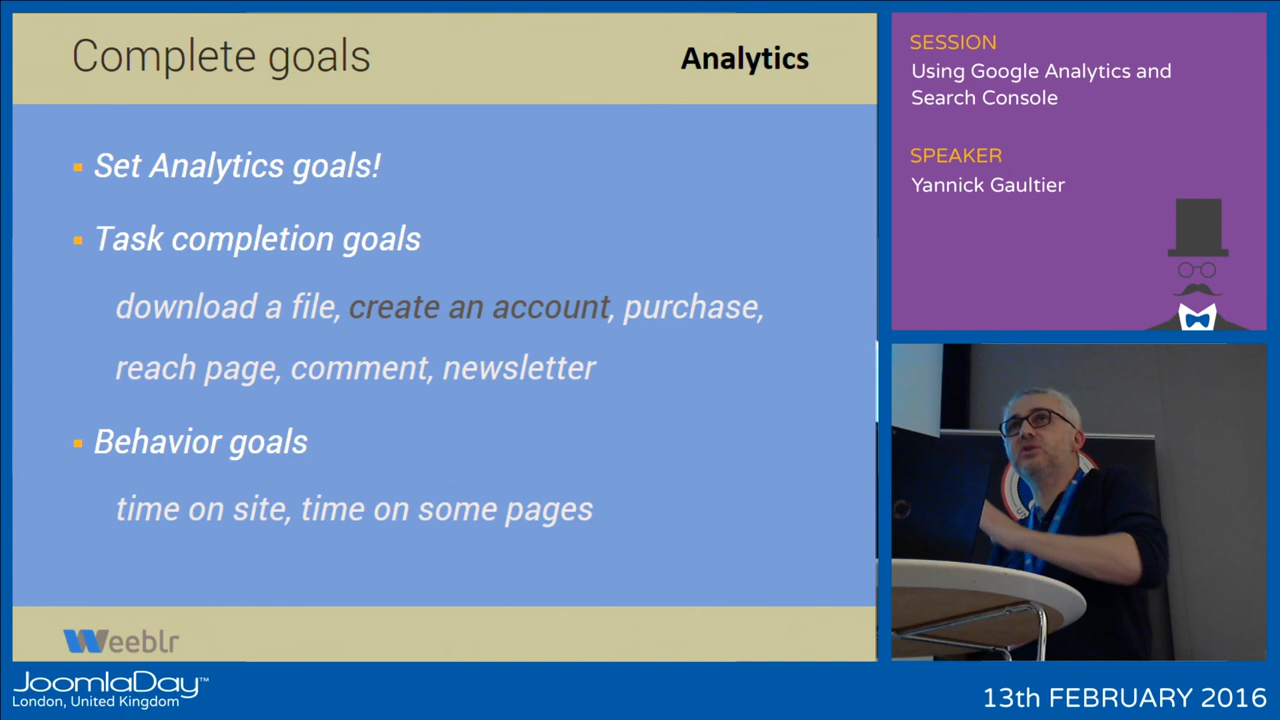 Complete goals
Analytics
Set Analytics goals!
Task completion goals
download a file, create an account, purchase,
reach page, comment, newsletter
Behavior goals
time on site, time on some pages
Weeblr
SESSION
Using Google Analytics and
Search Console
SPEAKER
Yannick Gaultier
JoomlaDay™
London, United Kingdom
13th FEBRUARY 2016